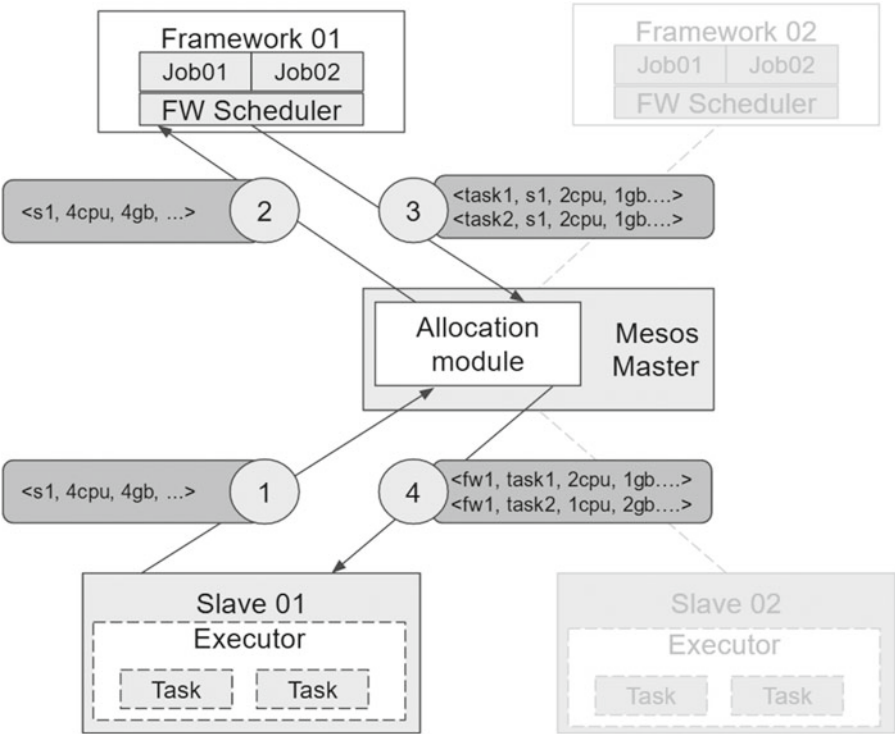 Framework 01
Job01 Job02
FW Scheduler
Framework 02
Job01 Job02
FW Scheduler
<s1, 4cpu, 4gb, ...>
2
3
<task1, s1, 2cpu, 1gb....>
<task2, s1, 2cpu, 1gb....>
Allocation
module
Mesos
Master
<s1, 4cpu, 4gb, ...>
1
4
<fw1, task1, 2cpu, 1gb....>
<fw1, task2, 1cpu, 2gb....>
Slave 01
Executor
Task Task
Slave 02
Executor
Task Task